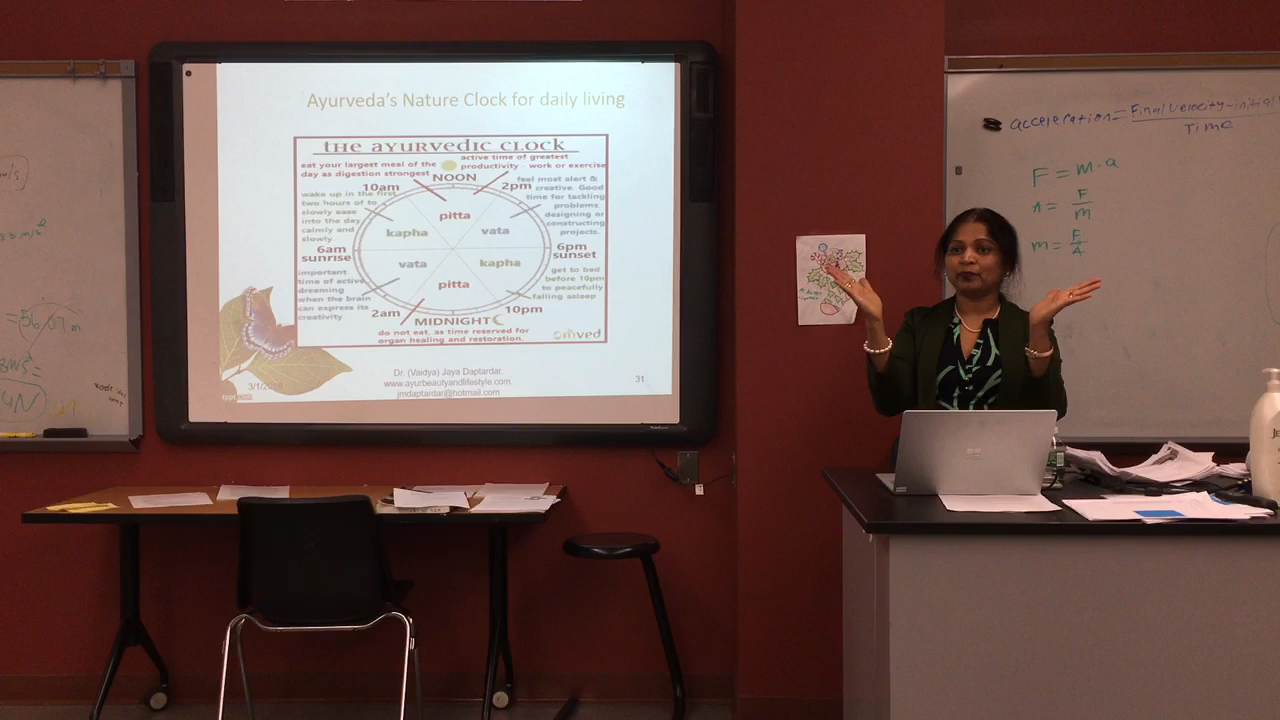 Ayurveda's Nature Clock for daily living
the ayurvedic clock
eat your largest meal of the
day as digestion strongest
active time of greatest
productivity - work or exercise
NOON
10am
2pm
wake up in the first
two hours of to
slowly ease
into the day
calmly and
slowly.
feel most alert &
creative. Good
time for tackling
problems
designing or
constructing
projects.
pitta
kapha
vata
6am
sunrise
6pm
sunset
vata
kapha
pitta
important
time of active
dreaming
when the brain
can express its
creativity.
get to bed
before 10pm
to peacefully
falling asleep
2am
10pm
MIDNIGHT
do not eat, as time reserved for
organ healing and restoration.
omved
Dr. (Vaidya) Jaya Daptardar.
www.ayurbeautyandlifestyle.com
jmdaptardar@hotmail.com
31
acceleration = Final Velocity - initial
Time
F = m·a
A = F/m
m = F/A
m/s